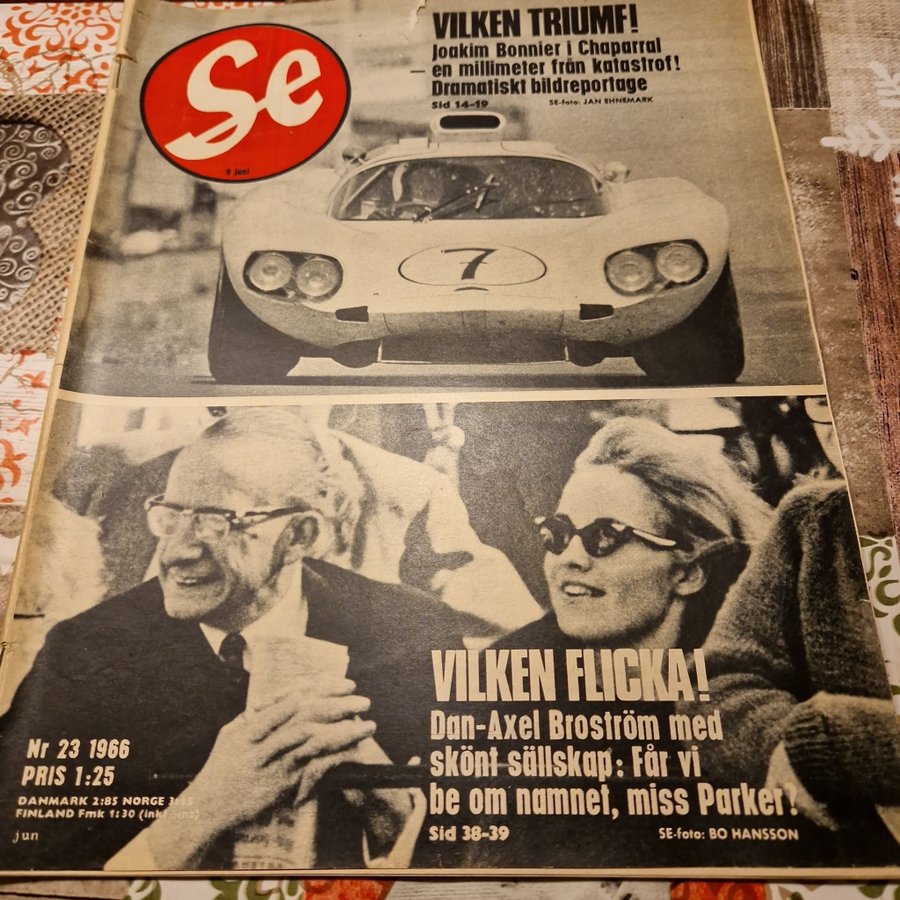 Se
9 juni
VILKEN TRIUMF!
Joakim Bonnier i Chaparral
en millimeter från katastrof!
Dramatiskt bildreportage
Sid 14-19
SE-foto: JAN EHNEMARK
7
VILKEN FLICKA!
Dan-Axel Broström med
skönt sällskap: Får vi
be om namnet, miss Parker?
Sid 38-39
SE-foto: BO HANSSON
Nr 23 1966
PRIS 1:25
DANMARK 2:85 NORGE
FINLAND Fmk 1:30 (inkl
jun